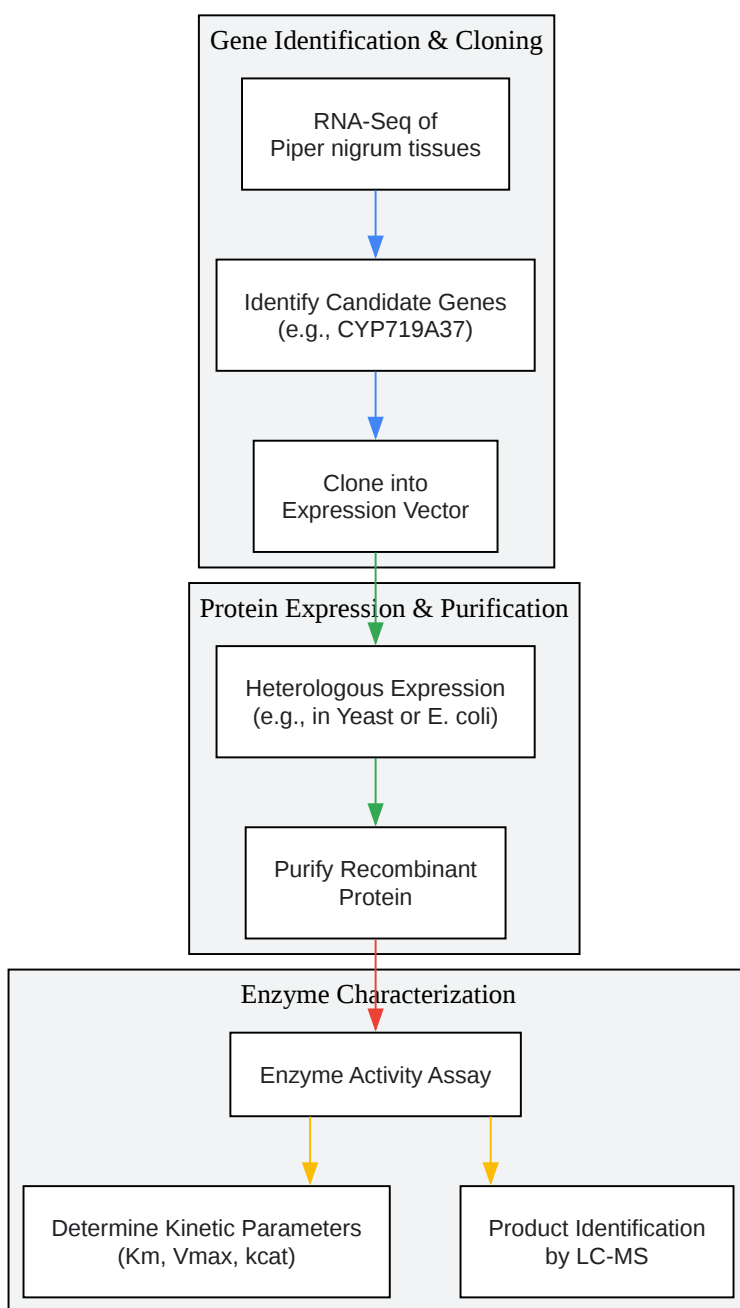 Gene Identification & Cloning
RNA-Seq of
Piper nigrum tissues
Identify Candidate Genes
(e.g., CYP719A37)
Clone into
Expression Vector
Protein Expression & Purification
Heterologous Expression
(e.g., in Yeast or E. coli)
Purify Recombinant
Protein
Enzyme Characterization
Enzyme Activity Assay
Determine Kinetic Parameters
(Km, Vmax, kcat)
Product Identification
by LC-MS